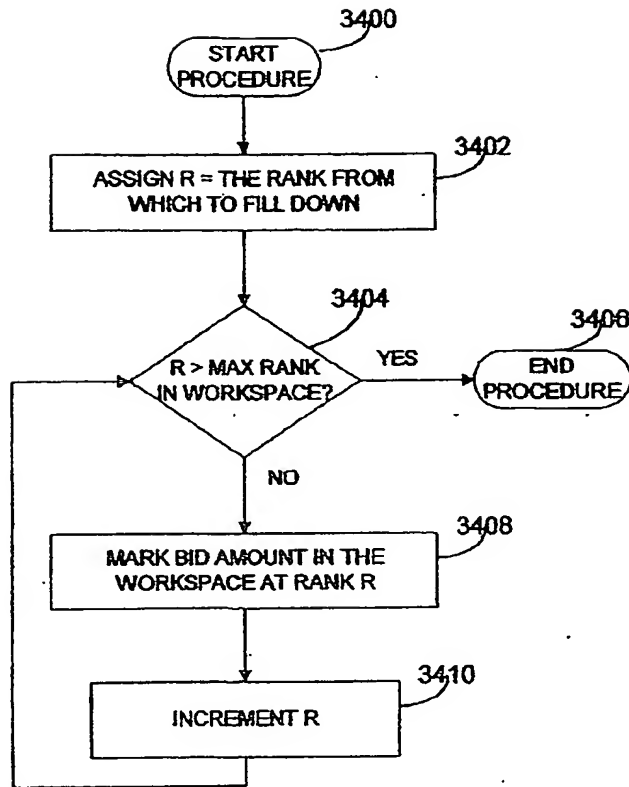 3400
START
PROCEDURE
3402
ASSIGN R = THE RANK FROM
WHICH TO FILL DOWN
3404
R > MAX RANK
IN WORKSPACE?
YES
3406
END
PROCEDURE
NO
3408
MARK BID AMOUNT IN THE
WORKSPACE AT RANK R
3410
INCREMENT R